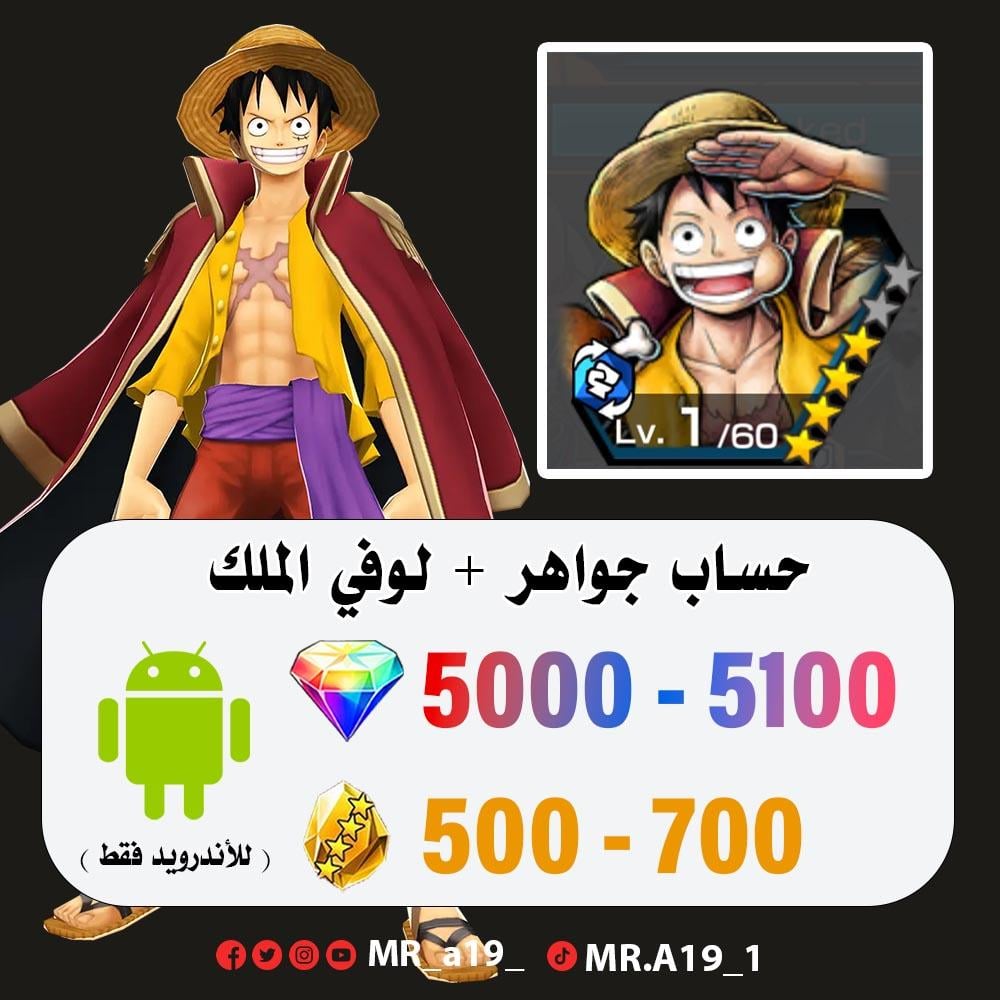 Lv. 1 /60
حساب جواهر + لوفي الملك
5000 - 5100
500 - 700
( للأندرويد فقط )
MR_a19_ MR.A19_1